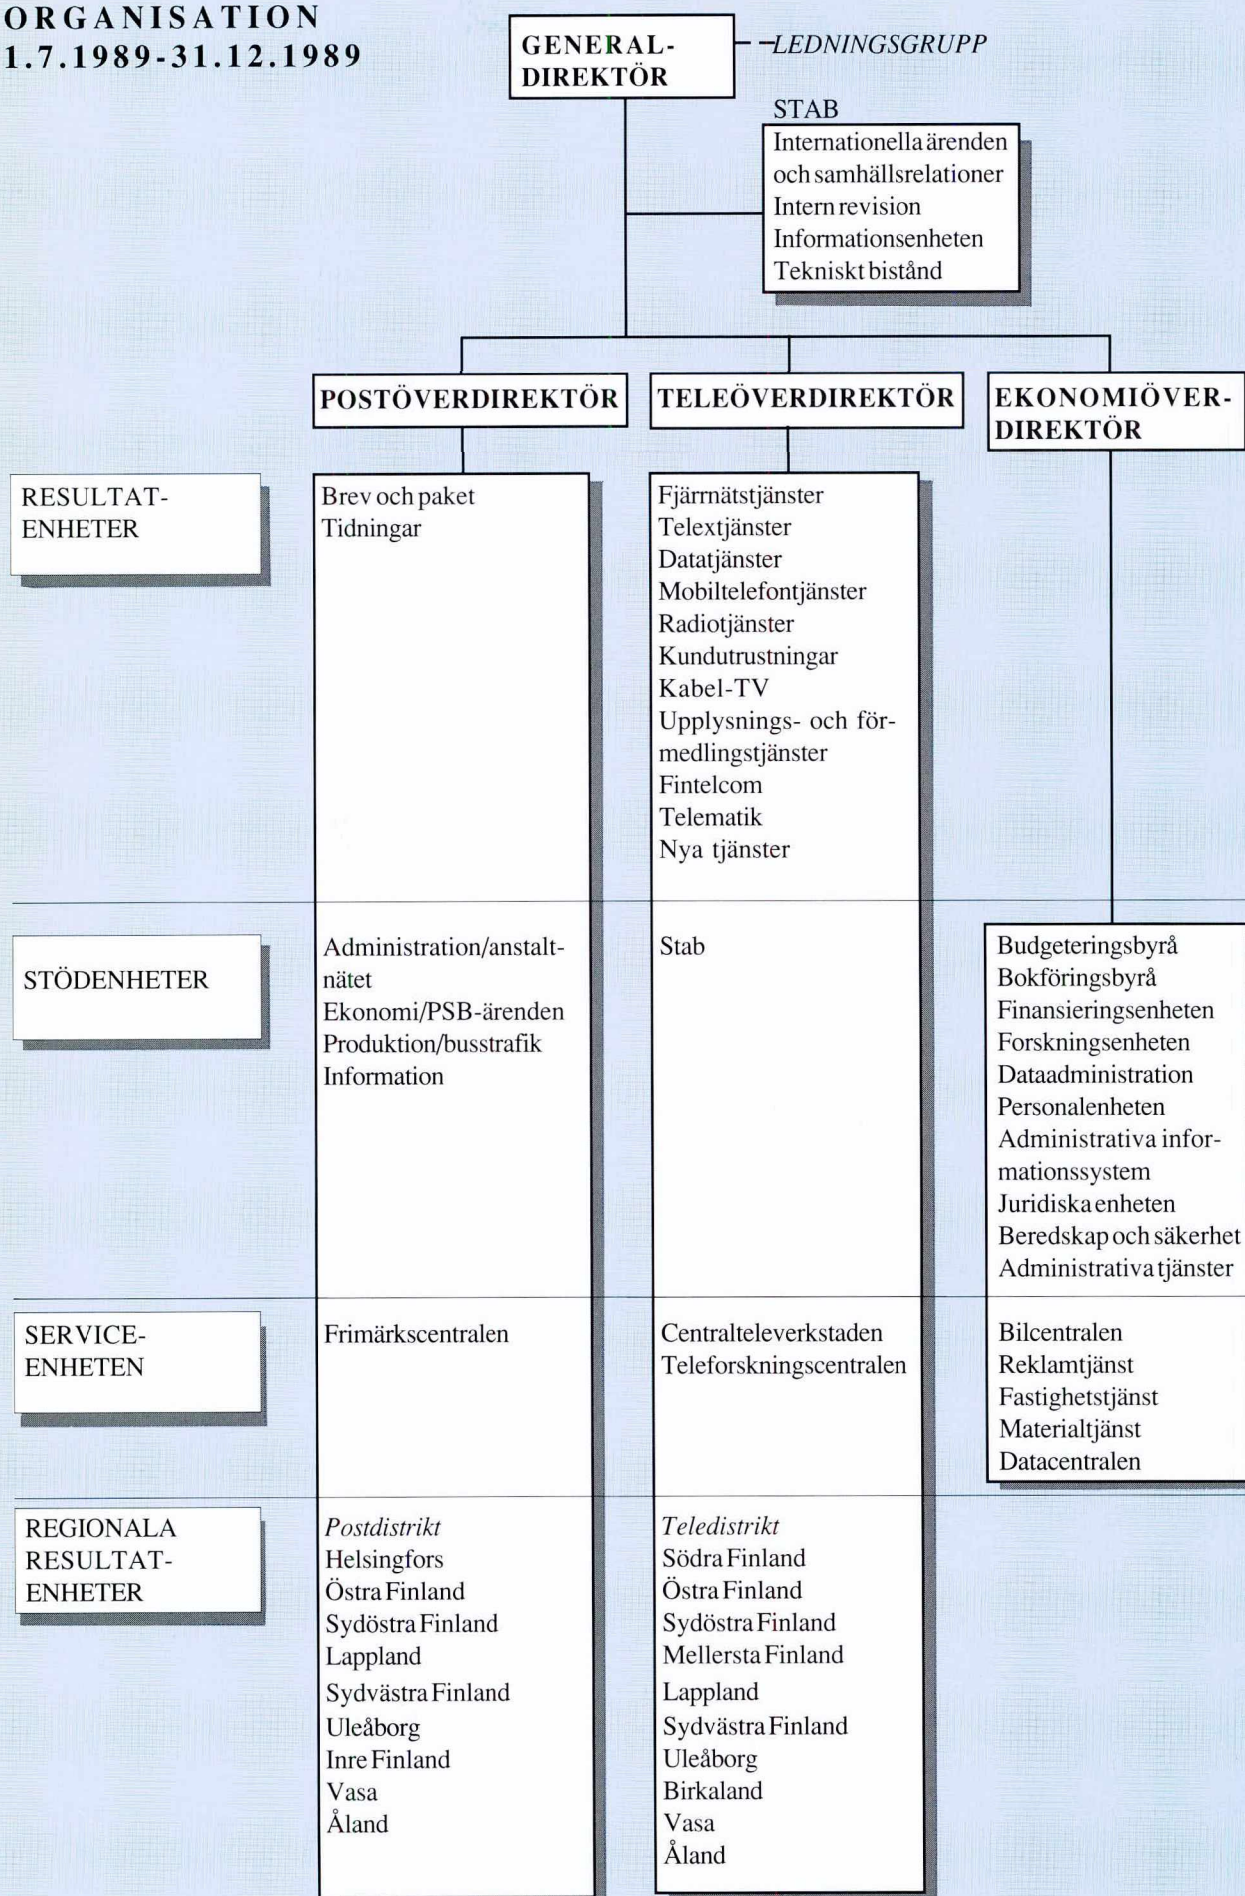 ORGANISATION
1.7.1989-31.12.1989
GENERAL-
DIREKTÖR
LEDNINGSGRUPP
STAB
Internationella ärenden
och samhällsrelationer
Intern revision
Informationsenheten
Tekniskt bistånd
POSTÖVERDIREKTÖR
TELEÖVERDIREKTÖR
EKONOMIÖVER-
DIREKTÖR
RESULTAT-
ENHETER
Brev och paket
Tidningar
Fjärrnätstjänster
Telextjänster
Datatjänster
Mobiltelefontjänster
Radiotjänster
Kundutrustningar
Kabel-TV
Upplysnings- och för-
medlingstjänster
Fintelcom
Telematik
Nya tjänster
STÖDENHETER
Administration/anstalt-
nätet
Ekonomi/PSB-ärenden
Produktion/busstrafik
Information
Stab
Budgeteringsbyrå
Bokföringsbyrå
Finansieringsenheten
Forskningsenheten
Dataadministration
Personalenheten
Administrativa infor-
mationssystem
Juridiska enheten
Beredskap och säkerhet
Administrativa tjänster
SERVICE-
ENHETEN
Frimärkscentralen
Centralteleverkstaden
Teleforskningscentralen
Bilcentralen
Reklamtjänst
Fastighetstjänst
Materialtjänst
Datacentralen
REGIONALA
RESULTAT-
ENHETER
Postdistrikt
Helsingfors
Östra Finland
Sydöstra Finland
Lappland
Sydvästra Finland
Uleåborg
Inre Finland
Vasa
Åland
Teledistrikt
Södra Finland
Östra Finland
Sydöstra Finland
Mellersta Finland
Lappland
Sydvästra Finland
Uleåborg
Birkaland
Vasa
Åland